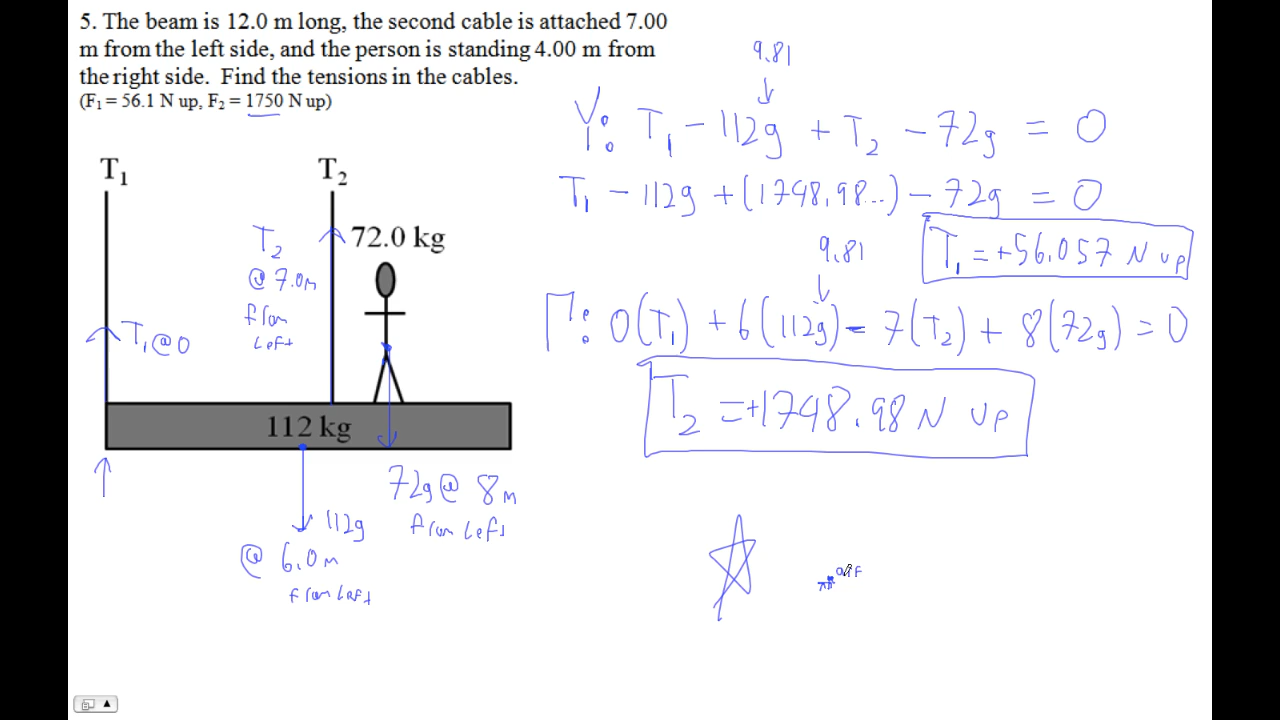 5. The beam is 12.0 m long, the second cable is attached 7.00
m from the left side, and the person is standing 4.00 m from
the right side. Find the tensions in the cables.
(F₁ = 56.1 N up, F₂ = 1750 N up)
9.81
Y: T₁ - 112g + T₂ - 72g = 0
T₁ - 112g + (1748.98...) - 72g = 0
T₁ = +56.057 N up
9.81
Γ: 0(T₁) + 6(112g) - 7(T₂) + 8(72g) = 0
T₂ = +1748.98 N up
T₁
T₂
72.0 kg
T₂
@ 7.0m
from
Left
T₁ @ 0
112 kg
72g @ 8m
from Left
112g
@ 6.0m
from Left